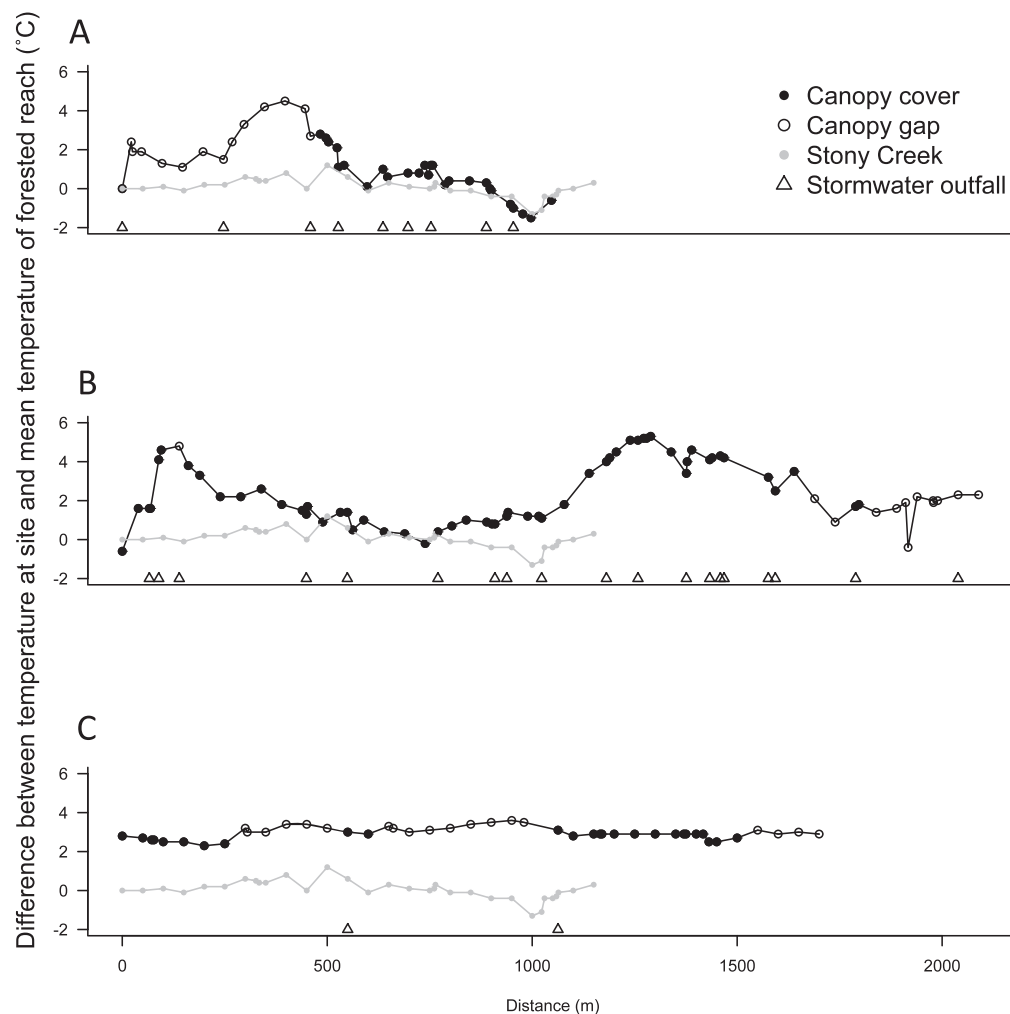 Difference between temperature at site and mean temperature of forested reach (˚C)
A
6
4
2
0
-2
Canopy cover
Canopy gap
Stony Creek
Stormwater outfall
B
6
4
2
0
-2
C
6
4
2
0
-2
0 500 1000 1500 2000
Distance (m)